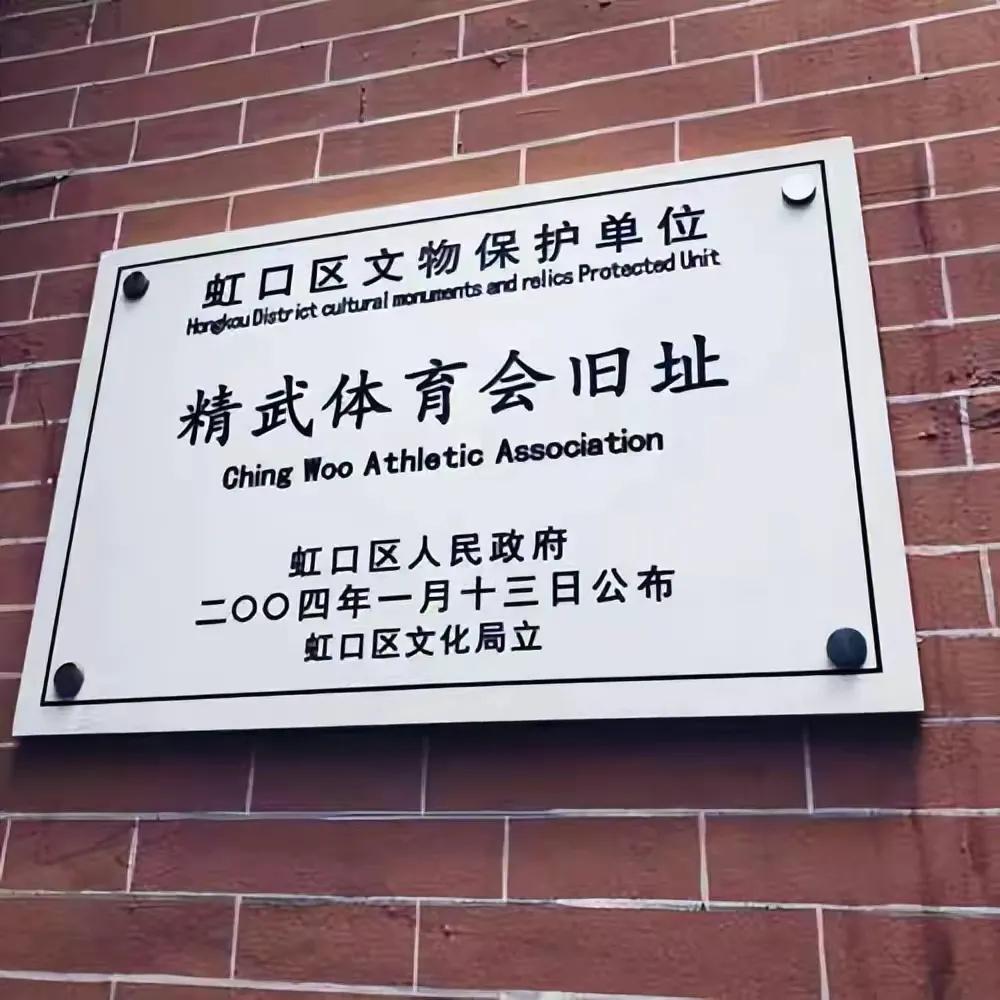 虹口区文物保护单位
Hongkou District cultural monuments and relics Protected Unit
精武体育会旧址
Ching Woo Athletic Association
虹口区人民政府
二〇〇四年一月十三日公布
虹口区文化局立